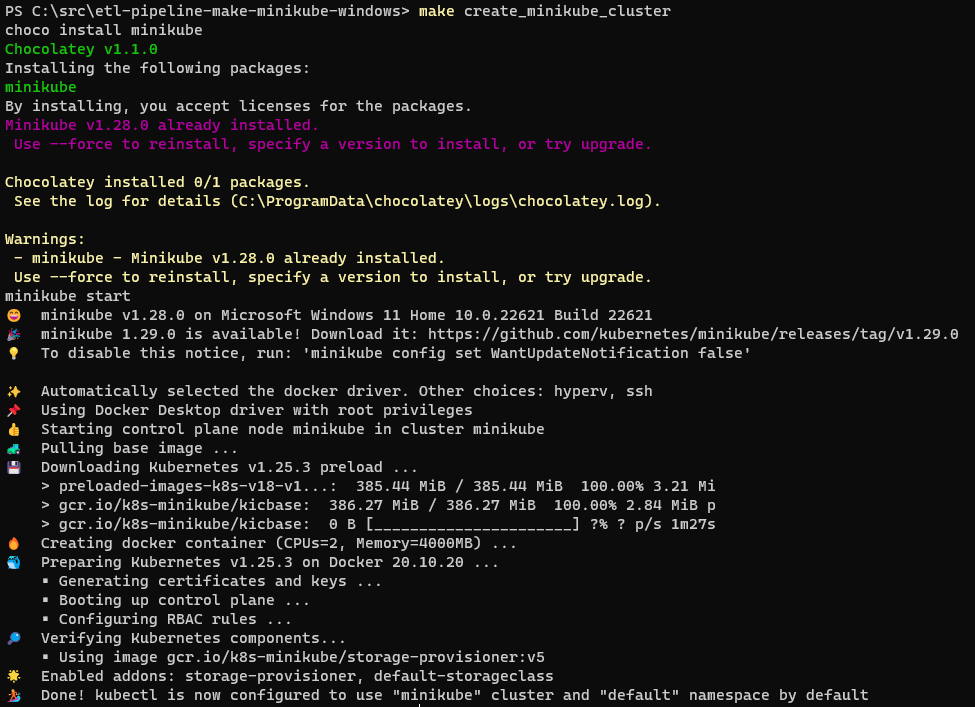 PS C:\src\etl-pipeline-make-minikube-windows> make create_minikube_cluster
choco install minikube
Chocolatey v1.1.0
Installing the following packages:
minikube
By installing, you accept licenses for the packages.
Minikube v1.28.0 already installed.
 Use --force to reinstall, specify a version to install, or try upgrade.

Chocolatey installed 0/1 packages.
 See the log for details (C:\ProgramData\chocolatey\logs\chocolatey.log).

Warnings:
 - minikube - Minikube v1.28.0 already installed.
 Use --force to reinstall, specify a version to install, or try upgrade.
minikube start
😄  minikube v1.28.0 on Microsoft Windows 11 Home 10.0.22621 Build 22621
🎉  minikube 1.29.0 is available! Download it: https://github.com/kubernetes/minikube/releases/tag/v1.29.0
💡  To disable this notice, run: 'minikube config set WantUpdateNotification false'

✨  Automatically selected the docker driver. Other choices: hyperv, ssh
📌  Using Docker Desktop driver with root privileges
👍  Starting control plane node minikube in cluster minikube
🚜  Pulling base image ...
💾  Downloading Kubernetes v1.25.3 preload ...
    > preloaded-images-k8s-v18-v1...:  385.44 MiB / 385.44 MiB  100.00% 3.21 Mi
    > gcr.io/k8s-minikube/kicbase:  386.27 MiB / 386.27 MiB  100.00% 2.84 MiB p
    > gcr.io/k8s-minikube/kicbase:  0 B [_______________________] ?% ? p/s 1m27s
🔥  Creating docker container (CPUs=2, Memory=4000MB) ...
🐳  Preparing Kubernetes v1.25.3 on Docker 20.10.20 ...
    ▪ Generating certificates and keys ...
    ▪ Booting up control plane ...
    ▪ Configuring RBAC rules ...
🔎  Verifying Kubernetes components...
    ▪ Using image gcr.io/k8s-minikube/storage-provisioner:v5
🌟  Enabled addons: storage-provisioner, default-storageclass
🏄  Done! kubectl is now configured to use "minikube" cluster and "default" namespace by default